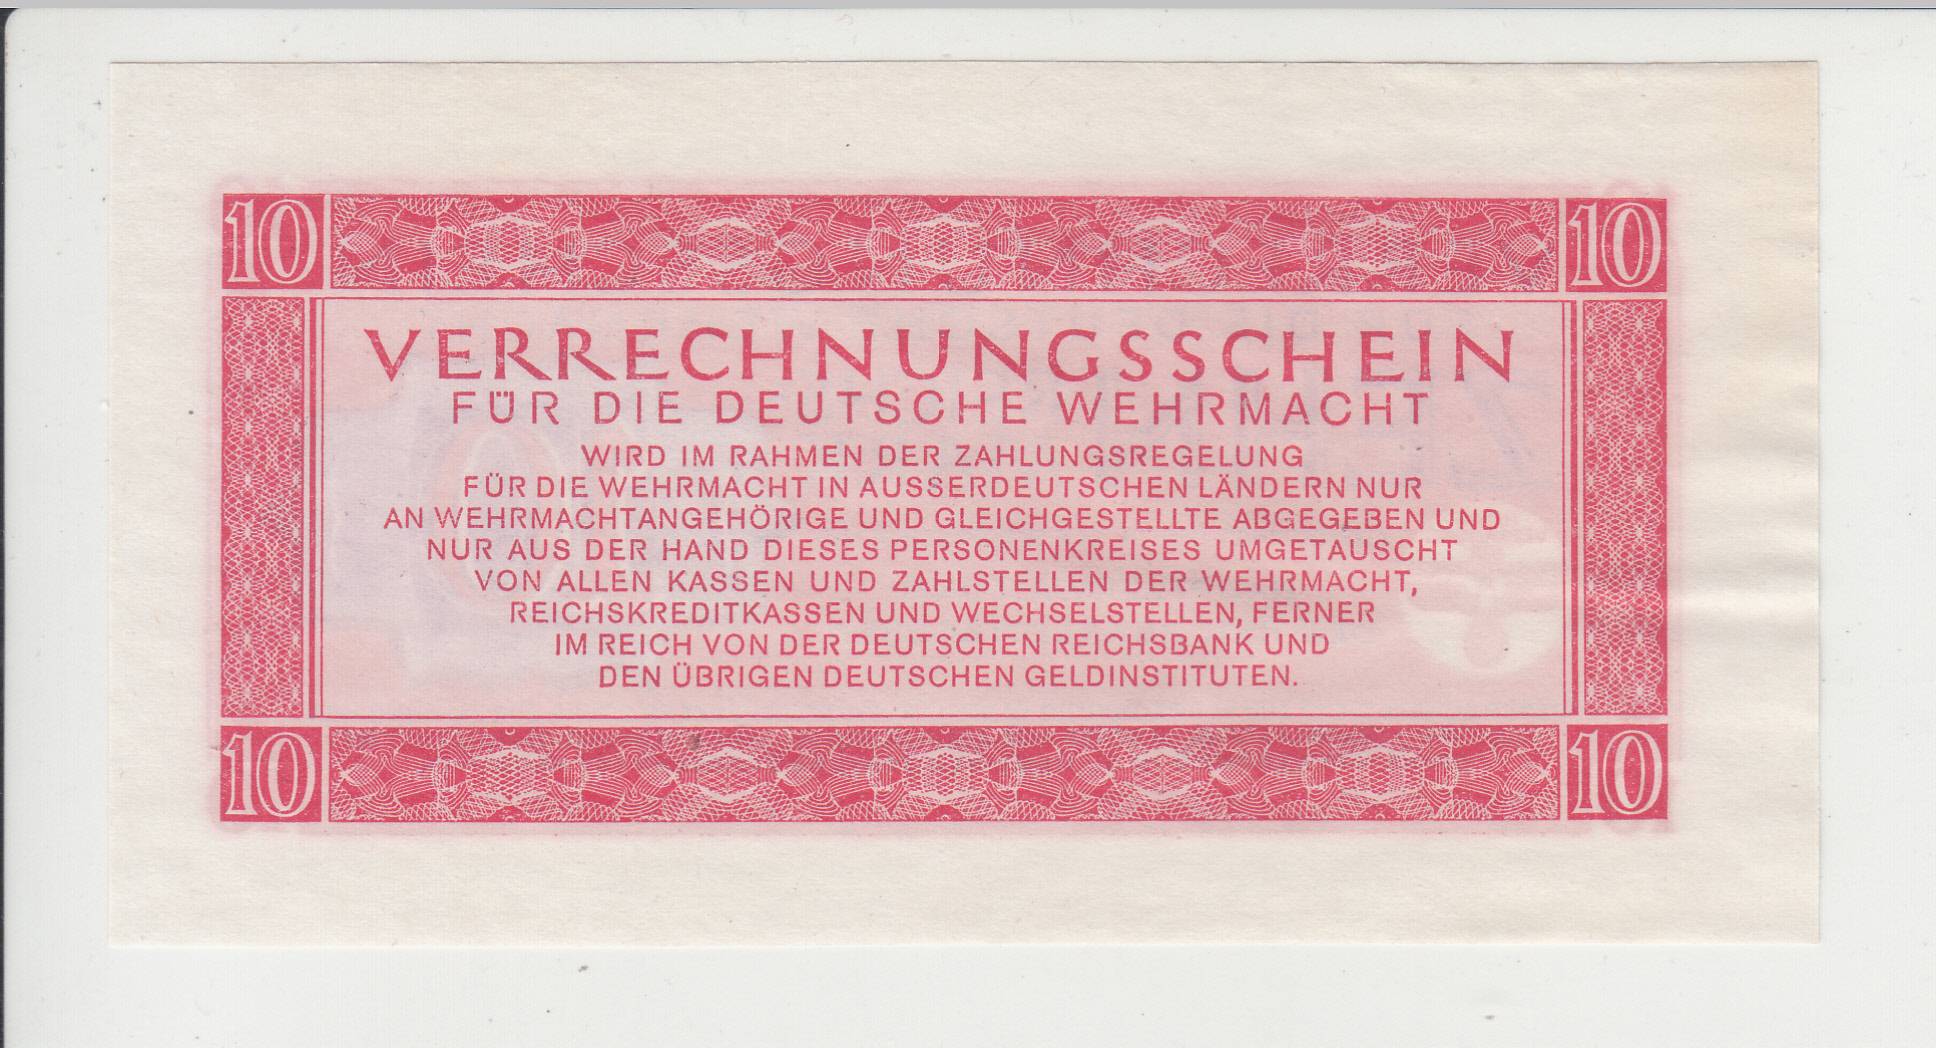 10 10
VERRECHNUNGSSCHEIN
FÜR DIE DEUTSCHE WEHRMACHT
WIRD IM RAHMEN DER ZAHLUNGSREGELUNG
FÜR DIE WEHRMACHT IN AUSSERDEUTSCHEN LÄNDERN NUR
AN WEHRMACHTANGEHÖRIGE UND GLEICHGESTELLTE ABGEGEBEN UND
NUR AUS DER HAND DIESES PERSONENKREISES UMGETAUSCHT
VON ALLEN KASSEN UND ZAHLSTELLEN DER WEHRMACHT,
REICHSKREDITKASSEN UND WECHSELSTELLEN, FERNER
IM REICH VON DER DEUTSCHEN REICHSBANK UND
DEN ÜBRIGEN DEUTSCHEN GELDINSTITUTEN.
10 10